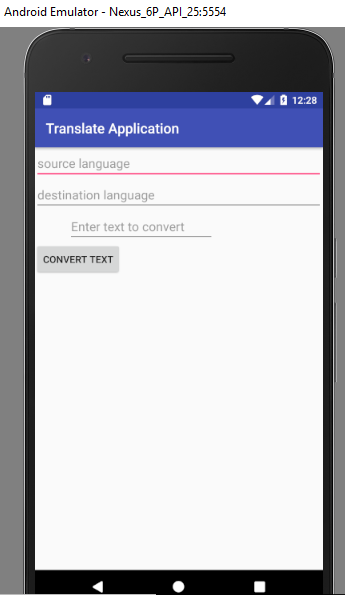 Android Emulator - Nexus_6P_API_25:5554
12:28
Translate Application
source language
destination language
Enter text to convert
CONVERT TEXT